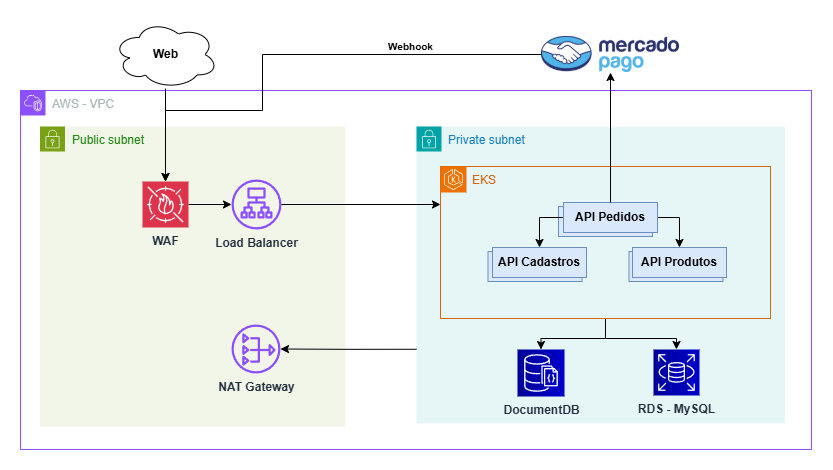 Web
Webhook
mercado
pago
AWS - VPC
Public subnet
Private subnet
EKS
WAF
Load Balancer
API Pedidos
API Cadastros
API Produtos
NAT Gateway
DocumentDB
RDS - MySQL